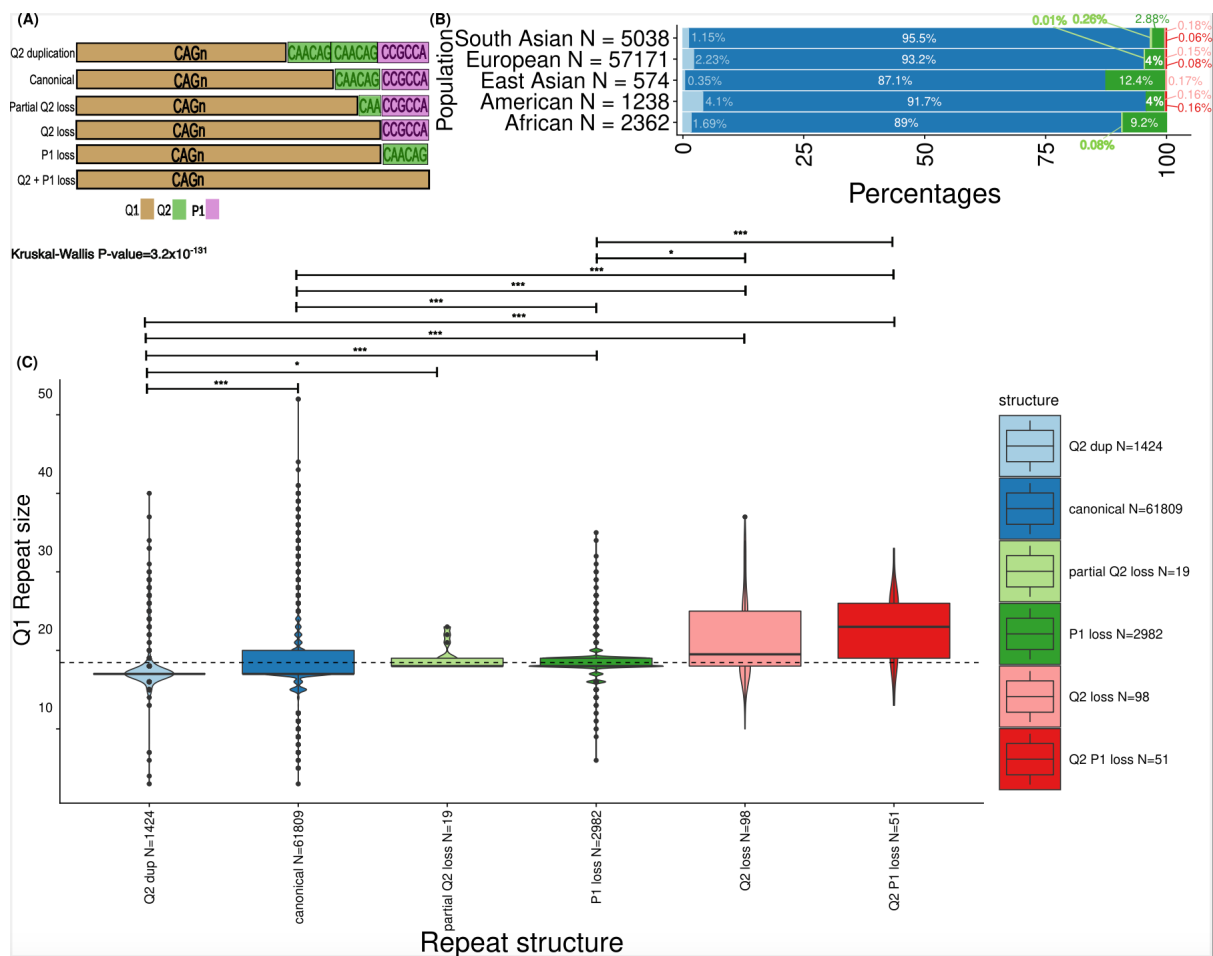 (A)
Q2 duplication CAGn CAACAG CAACAG CCGCCA
Canonical CAGn CAACAG CCGCCA
Partial Q2 loss CAGn CAA CCGCCA
Q2 loss CAGn CCGCCA
P1 loss CAGn CAACAG
Q2 + P1 loss CAGn
Q1 Q2 P1
(B)
Population
0.01% 0.26% 2.88% 0.18%
South Asian N = 5038 1.15% 95.5% 0.06%
0.15%
European N = 57171 2.23% 93.2% 4% 0.08%
East Asian N = 574 0.35% 87.1% 12.4% 0.17%
0.16%
American N = 1238 4.1% 91.7% 4% 0.16%
African N = 2362 1.69% 89% 9.2%
0.08%
0 25 50 75 100
Percentages
Kruskal-Wallis P-value=3.2x10-131
***
*
***
***
***
***
***
***
*
***
(C)
50
40
30
20
10
Q1 Repeat size
Q2 dup N=1424
canonical N=61809
partial Q2 loss N=19
P1 loss N=2982
Q2 loss N=98
Q2 P1 loss N=51
Repeat structure
structure
Q2 dup N=1424
canonical N=61809
partial Q2 loss N=19
P1 loss N=2982
Q2 loss N=98
Q2 P1 loss N=51